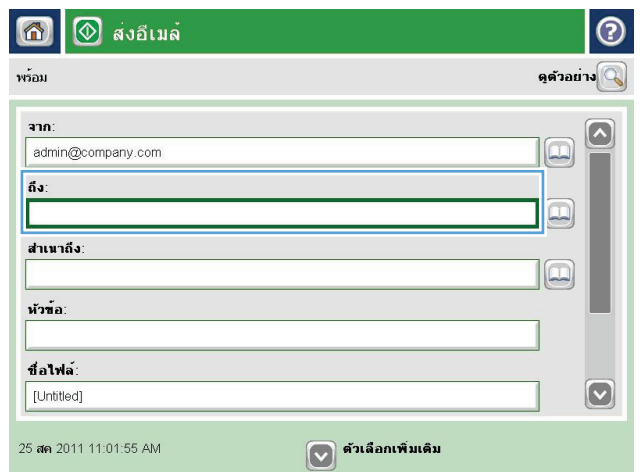 ส่งอีเมล์
พร้อม ดูตัวอย่าง
จาก:
admin@company.com
ถึง:
สำเนาถึง:
หัวข้อ:
ชื่อไฟล์:
[Untitled]
25 สค 2011 11:01:55 AM ตัวเลือกเพิ่มเติม